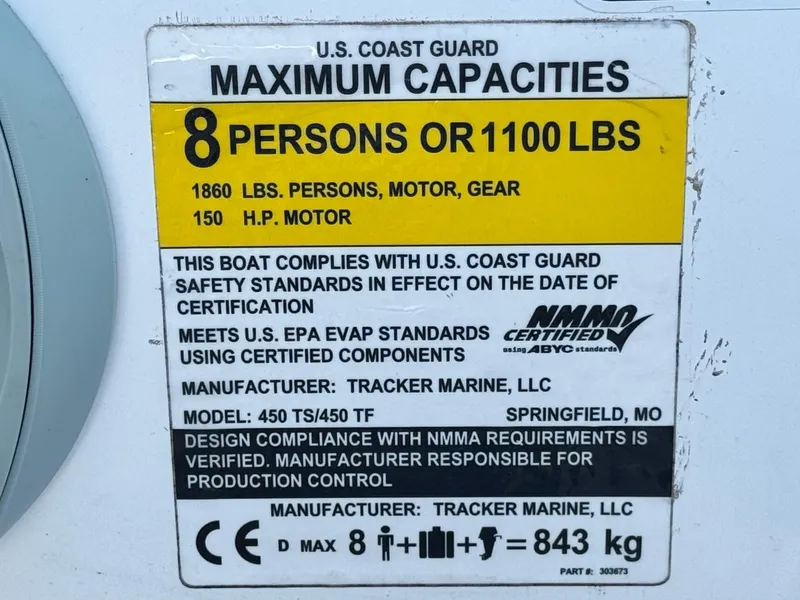 U.S. COAST GUARD
MAXIMUM CAPACITIES
8 PERSONS OR 1100 LBS
1860 LBS. PERSONS, MOTOR, GEAR
150 H.P. MOTOR
THIS BOAT COMPLIES WITH U.S. COAST GUARD
SAFETY STANDARDS IN EFFECT ON THE DATE OF
CERTIFICATION
MEETS U.S. EPA EVAP STANDARDS
USING CERTIFIED COMPONENTS
NMMA
CERTIFIED
using ABYC standards
MANUFACTURER: TRACKER MARINE, LLC
MODEL: 450 TS/450 TF SPRINGFIELD, MO
DESIGN COMPLIANCE WITH NMMA REQUIREMENTS IS
VERIFIED. MANUFACTURER RESPONSIBLE FOR
PRODUCTION CONTROL
MANUFACTURER: TRACKER MARINE, LLC
CE D MAX 8 + + = 843 kg
PART #: 303673